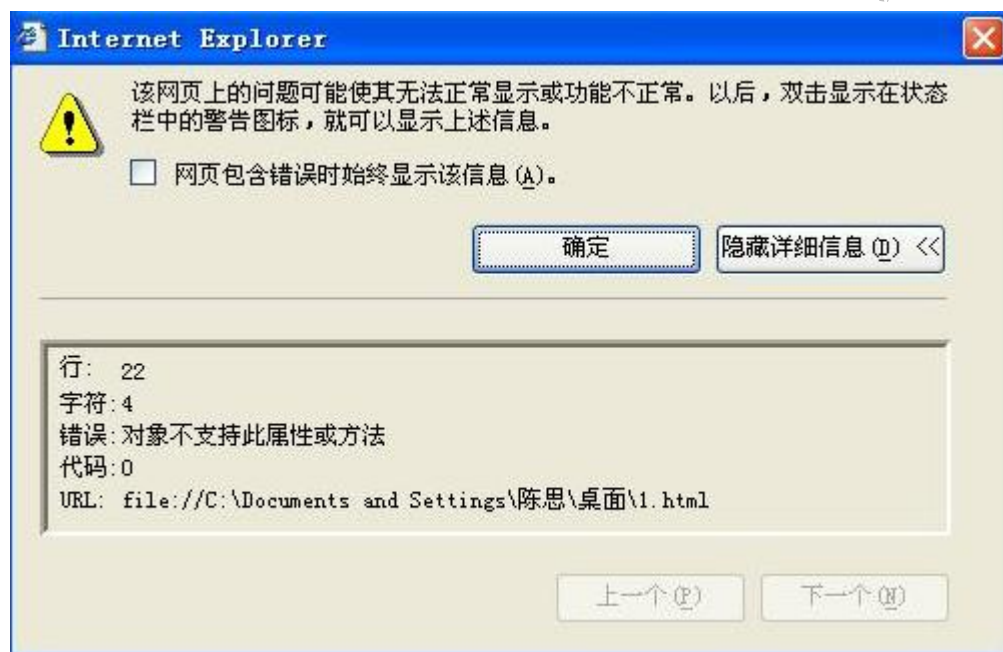 Internet Explorer
该网页上的问题可能使其无法正常显示或功能不正常。以后，双击显示在状态
栏中的警告图标，就可以显示上述信息。
网页包含错误时始终显示该信息(A)。
确定
隐藏详细信息(D) <<
行: 22
字符:4
错误:对象不支持此属性或方法
代码:0
URL: file://C:\Documents and Settings\陈思\桌面\1.html
上一个(P)
下一个(N)